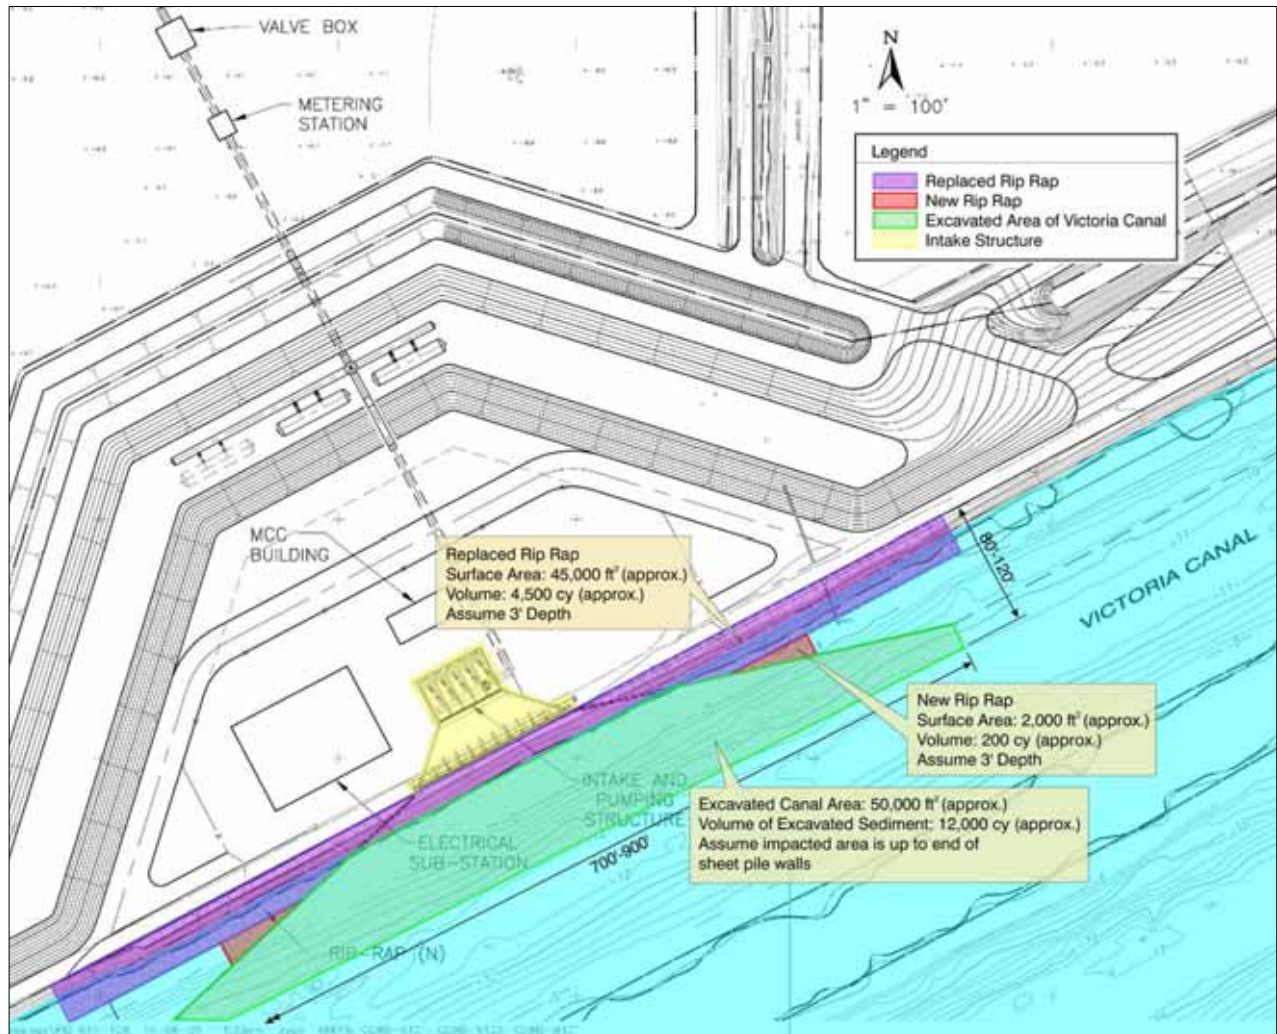 VALVE BOX
METERING
STATION
N
1" = 100'
Legend
Replaced Rip Rap
New Rip Rap
Excavated Area of Victoria Canal
Intake Structure
MCC
BUILDING
Replaced Rip Rap
Surface Area: 45,000 ft² (approx.)
Volume: 4,500 cy (approx.)
Assume 3' Depth
80'-120'
VICTORIA CANAL
New Rip Rap
Surface Area: 2,000 ft² (approx.)
Volume: 200 cy (approx.)
Assume 3' Depth
INTAKE AND
PUMPING
STRUCTURE
Excavated Canal Area: 50,000 ft² (approx.)
Volume of Excavated Sediment: 12,000 cy (approx.)
Assume impacted area is up to end of
sheet pile walls
ELECTRICAL
SUB-STATION
700'-900'
RIP-RAP (N)